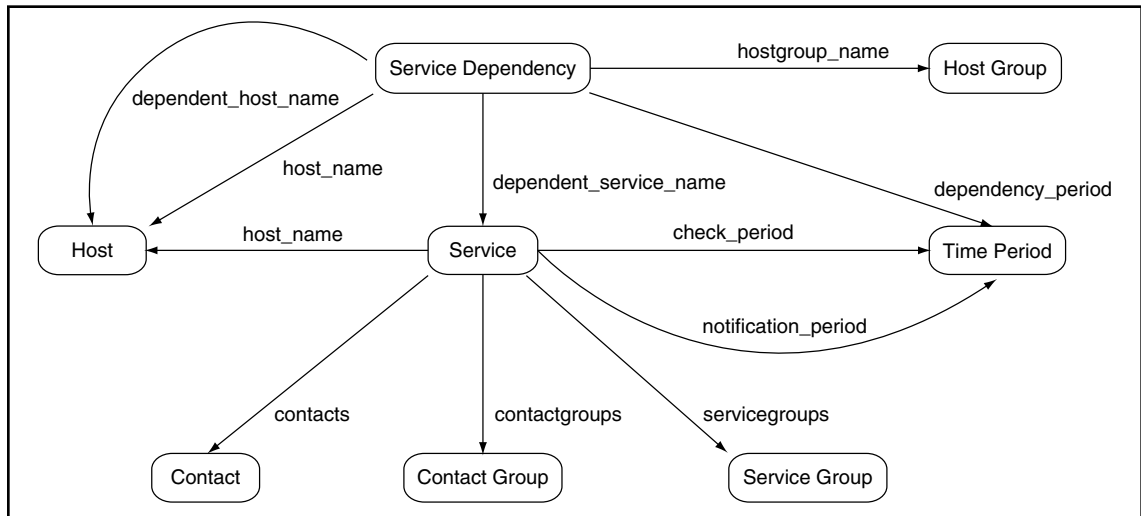 hostgroup_name
Service Dependency
Host Group
dependent_host_name
host_name
dependent_service_name
dependency_period
host_name
check_period
Host
Service
Time Period
notification_period
contacts
contactgroups
servicegroups
Contact
Contact Group
Service Group